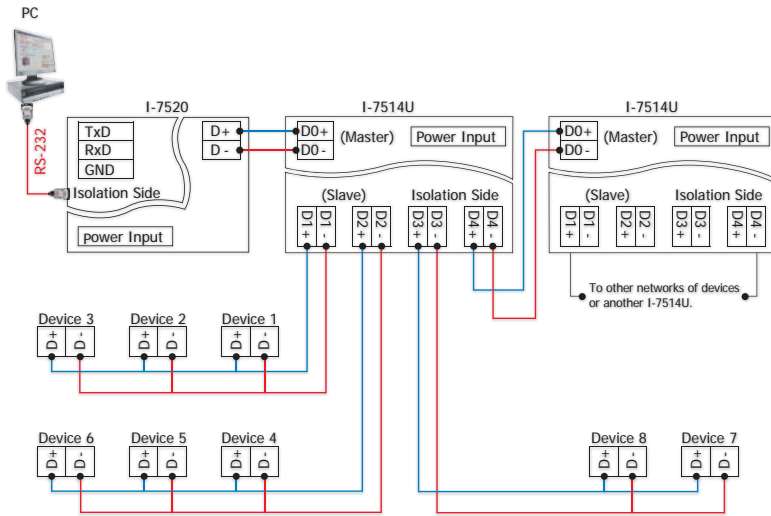 PC
RS-232
I-7520
TxD
RxD
GND
D+
D -
Isolation Side
power Input
I-7514U
D0+
D0 -
(Master)
Power Input
(Slave)
Isolation Side
D1+
D1 -
D2+
D2 -
D3+
D3 -
D4+
D4 -
I-7514U
D0+
D0 -
(Master)
Power Input
(Slave)
Isolation Side
D1+
D1 -
D2+
D2 -
D3+
D3 -
D4+
D4 -
To other networks of devices
or another I-7514U.
Device 3
D+
D -
Device 2
D+
D -
Device 1
D+
D -
Device 6
D+
D -
Device 5
D+
D -
Device 4
D+
D -
Device 8
D+
D -
Device 7
D+
D -